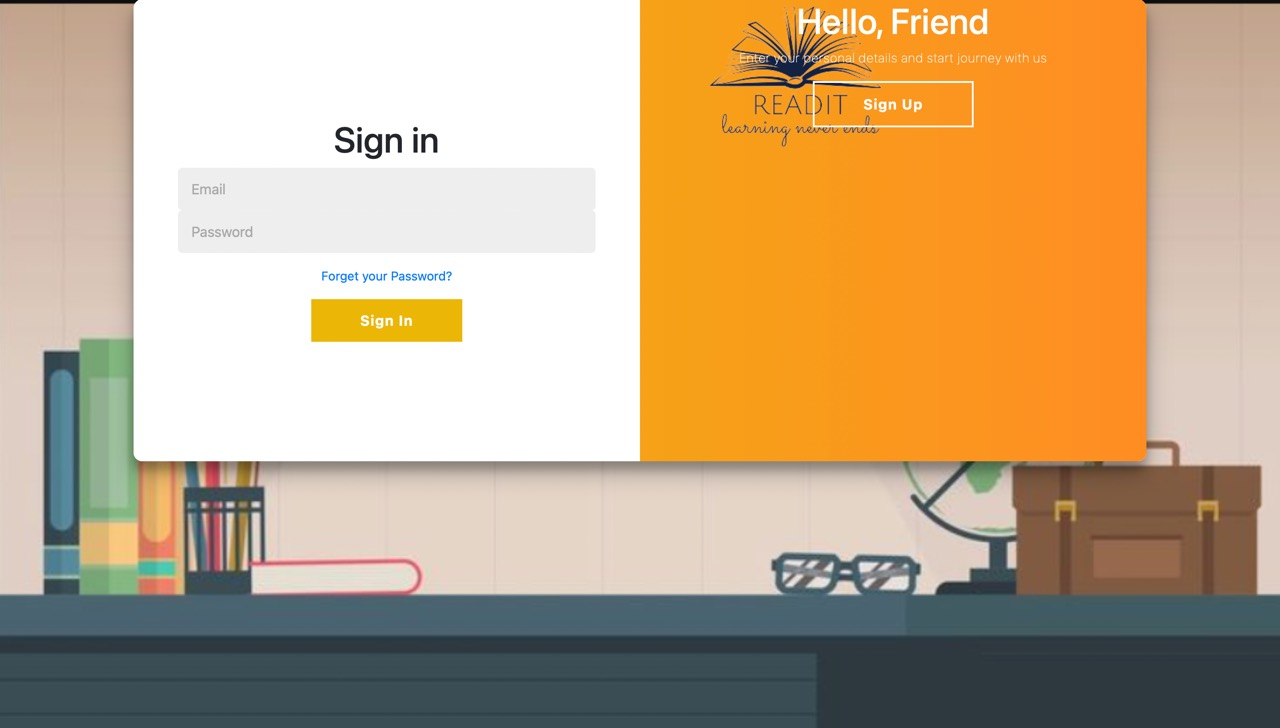 Sign in
Email
Password
Forget your Password?
Sign In
Hello, Friend
Enter your personal details and start journey with us
Sign Up
READIT
learning never ends